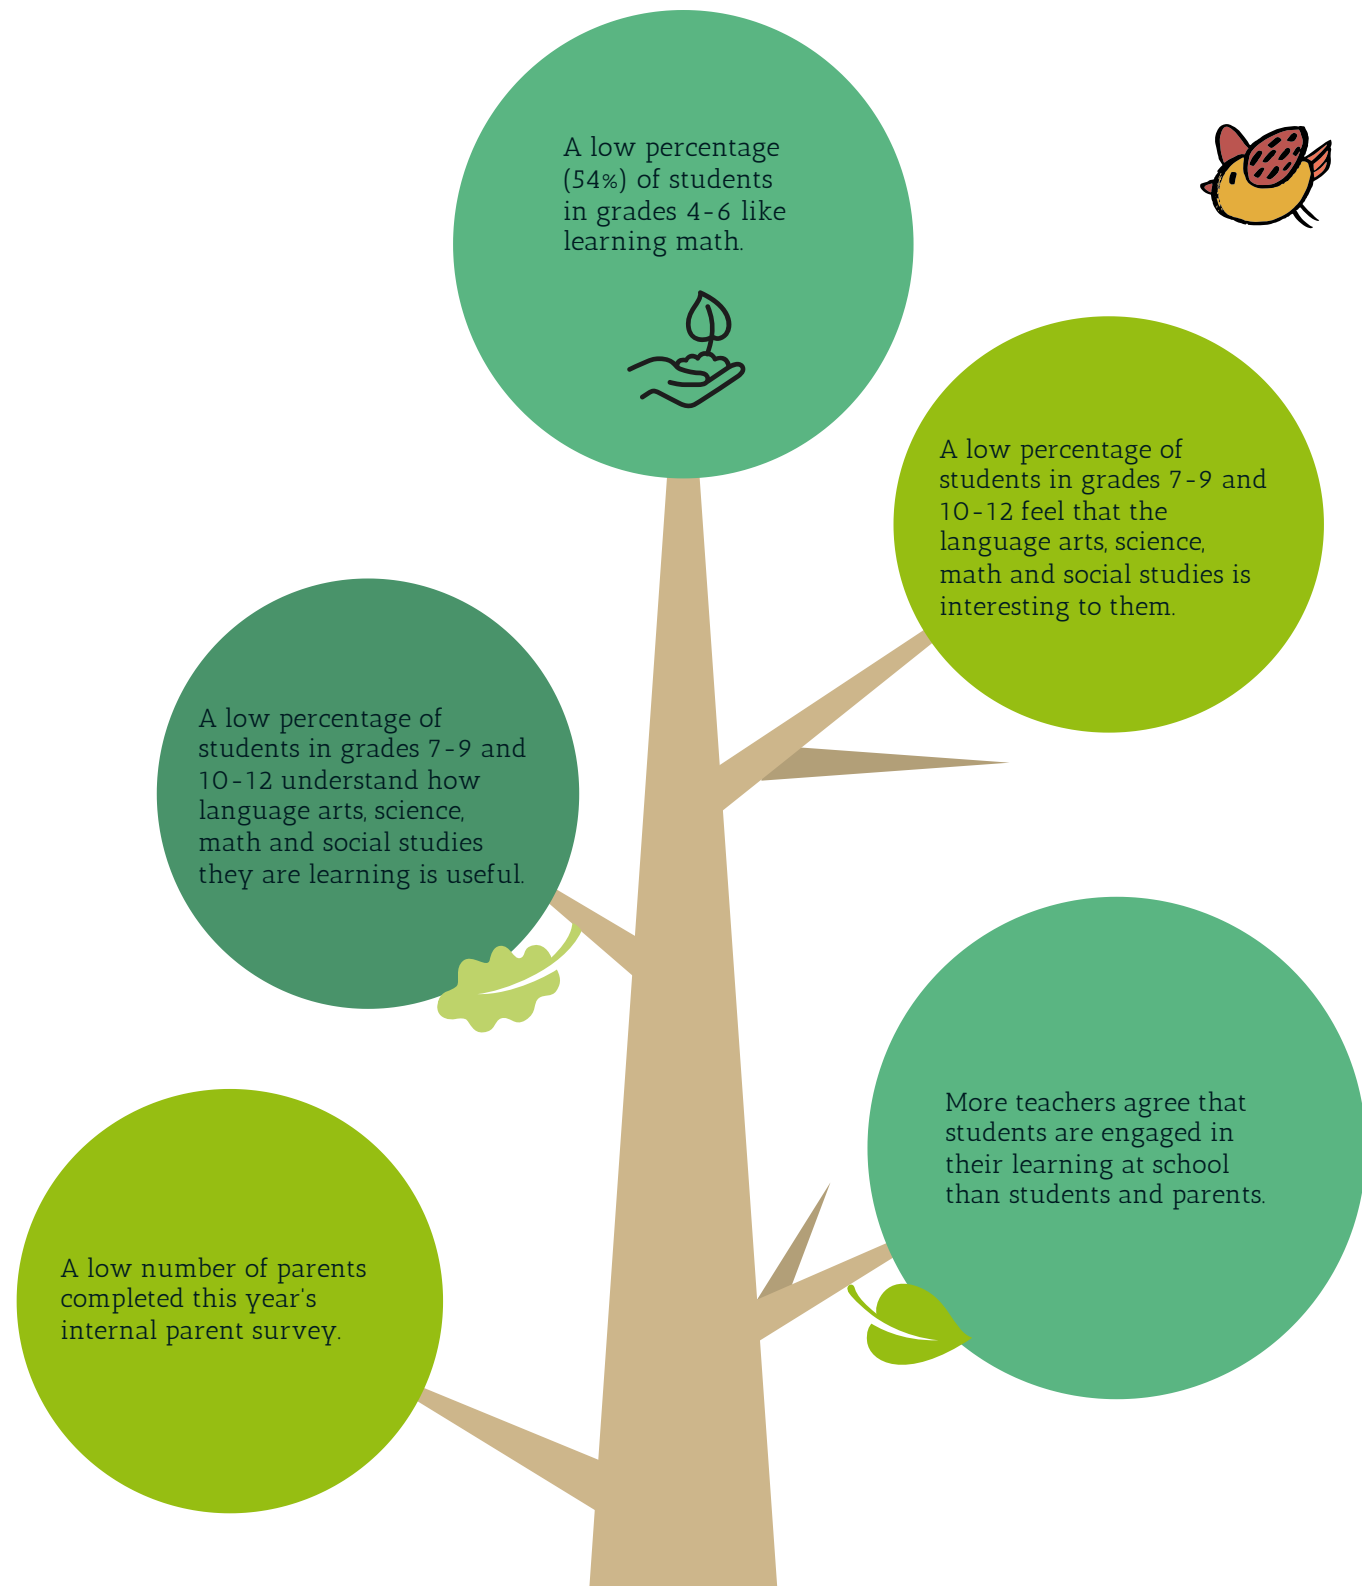 A low percentage
(54%) of students
in grades 4-6 like
learning math.
A low percentage of
students in grades 7-9 and
10-12 feel that the
language arts, science,
math and social studies is
interesting to them.
A low percentage of
students in grades 7-9 and
10-12 understand how
language arts, science,
math and social studies
they are learning is useful.
More teachers agree that
students are engaged in
their learning at school
than students and parents.
A low number of parents
completed this year's
internal parent survey.